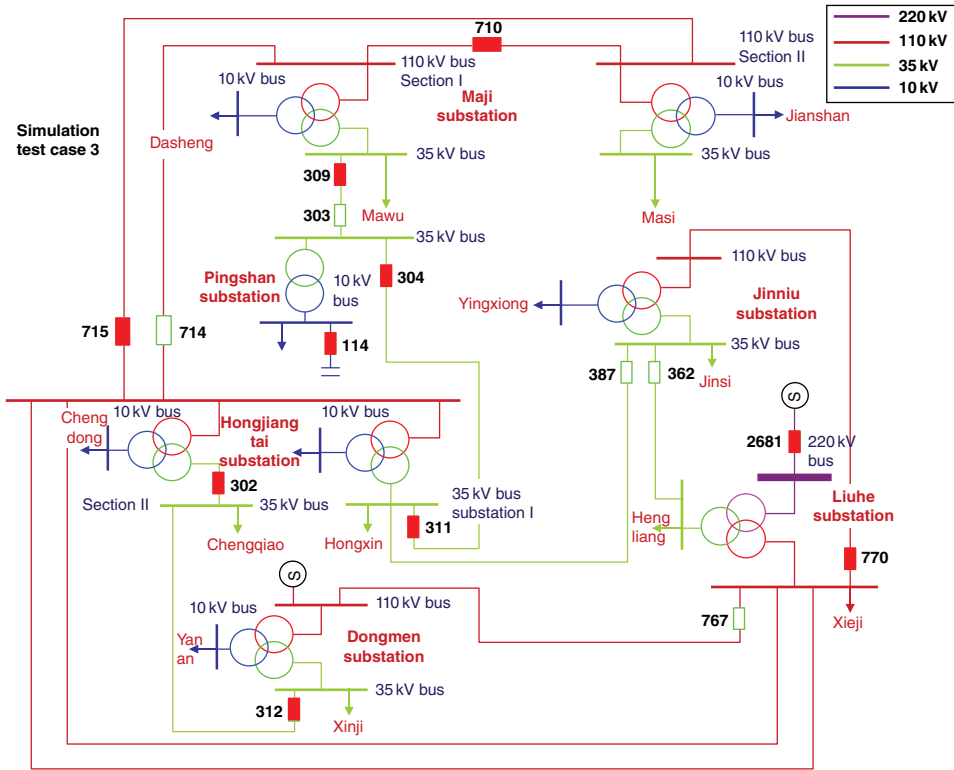 220 kV
110 kV
35 kV
10 kV
710
110 kV bus
Section II
110 kV bus
Section I
10 kV bus
10 kV bus
Maji
substation
Simulation
test case 3
Dasheng
Jianshan
35 kV bus
35 kV bus
309
303
Mawu
Masi
35 kV bus
304
110 kV bus
Pingshan
substation
10 kV
bus
Yingxiong
Jinniu
substation
715
714
114
35 kV bus
387
362
Jinsi
S
Cheng
dong
10 kV bus
Hongjiang
tai
substation
10 kV bus
2681
220 kV
bus
302
Section II
35 kV bus
35 kV bus
substation I
311
Heng
liang
Liuhe
substation
Chengqiao
Hongxin
770
S
10 kV bus
110 kV bus
767
Xieji
Yan
an
Dongmen
substation
35 kV bus
312
Xinji